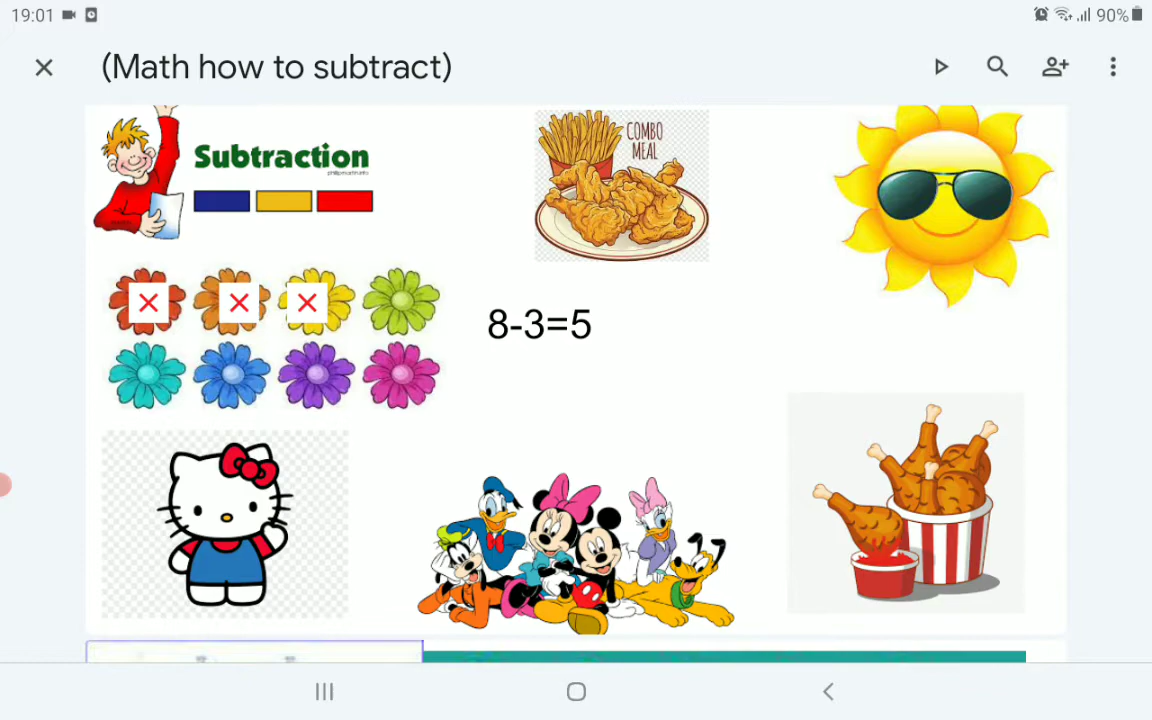 19:01
90%
(Math how to subtract)
Subtraction
COMBO
MEAL
8-3=5